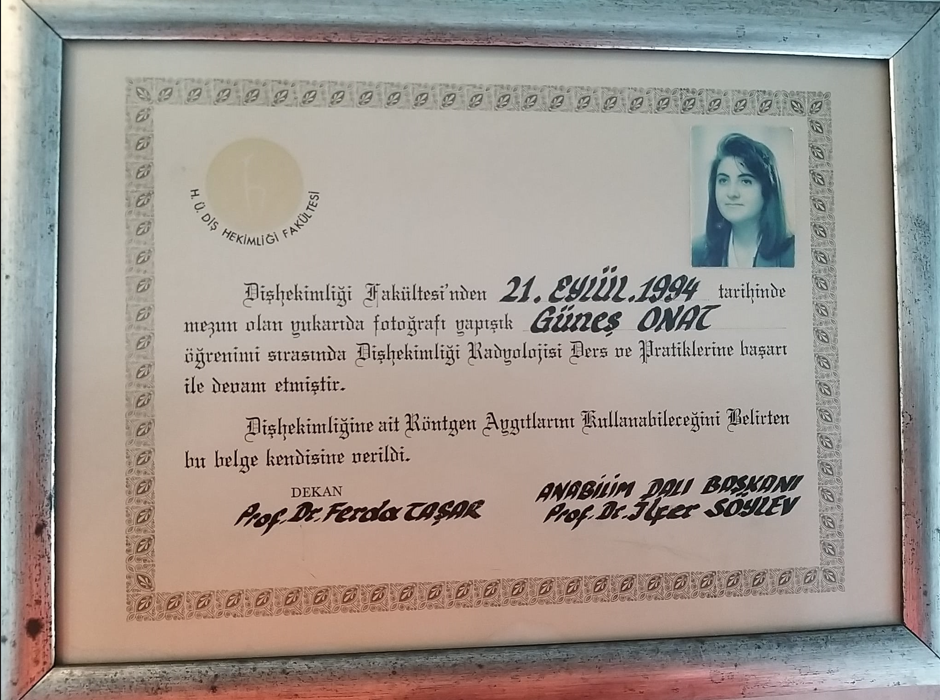 H. Ü. DİŞ HEKİMLİĞİ FAKÜLTESİ
Dişhekimliği Fakültesi'nden 21. EYLÜL.1994 tarihinde
mezun olan yukarıda fotoğrafı yapışık Güneş ONAT
öğrenimi sırasında Dişhekimliği Radyolojisi Ders ve Pratiklerine başarı
ile devam etmiştir.
Dişhekimliğine ait Röntgen Aygıtlarını Kullanabileceğini Belirten
bu belge kendisine verildi.
DEKAN
Prof. Dr. Ferda TAŞAR
ANABİLİM DALI BAŞKANI
Prof. Dr. İlfer SÖYLEV